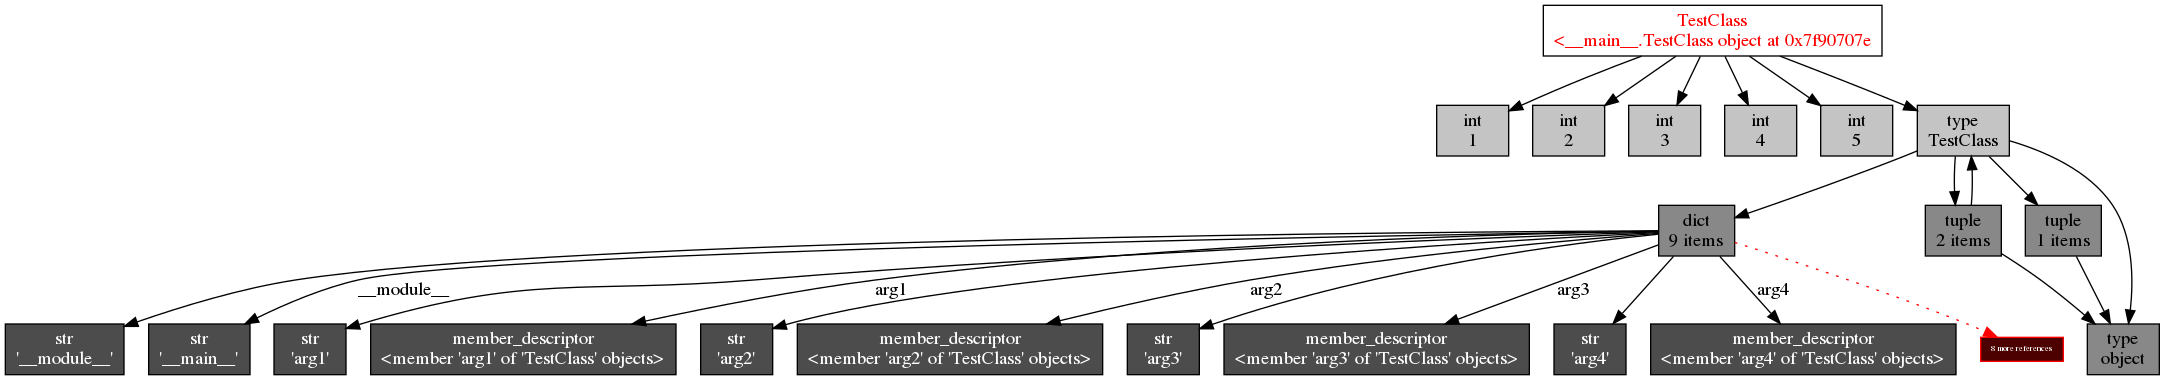 TestClass
<__main__.TestClass object at 0x7f90707e
int
1
int
2
int
3
int
4
int
5
type
TestClass
dict
9 items
tuple
2 items
tuple
1 items
__module__
arg1
arg2
arg3
arg4
str
'__module__'
str
'__main__'
str
'arg1'
member_descriptor
<member 'arg1' of 'TestClass' objects>
str
'arg2'
member_descriptor
<member 'arg2' of 'TestClass' objects>
str
'arg3'
member_descriptor
<member 'arg3' of 'TestClass' objects>
str
'arg4'
member_descriptor
<member 'arg4' of 'TestClass' objects>
8 more references
type
object